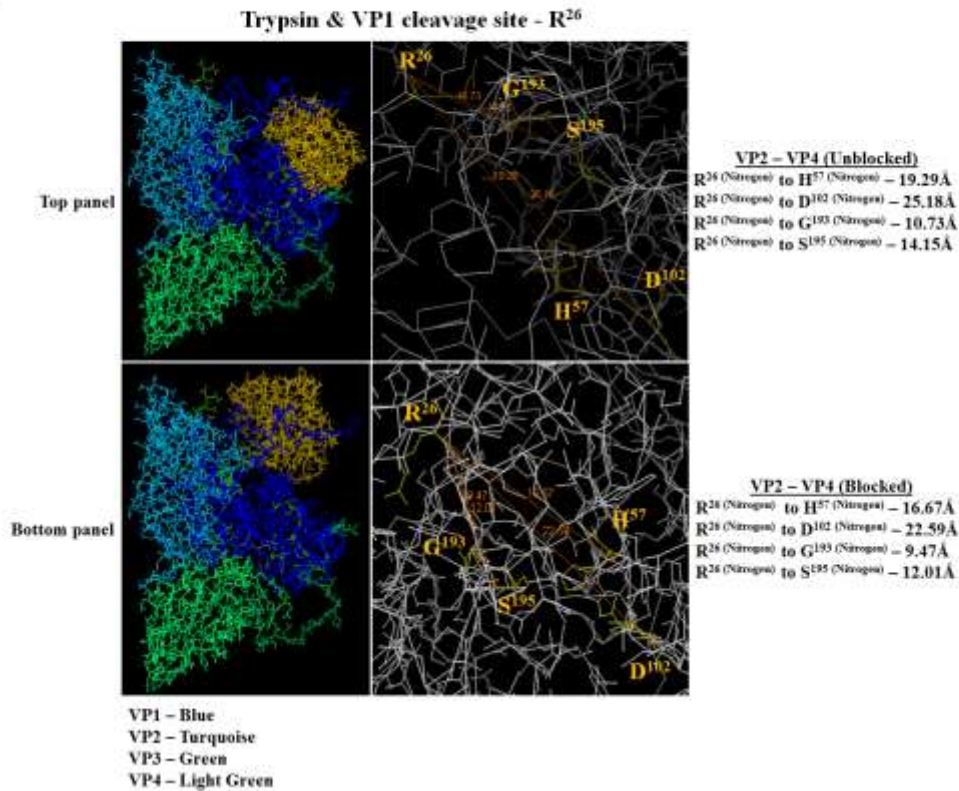 Trypsin & VP1 cleavage site - R²⁶
R²⁶
G¹⁹³
S¹⁹⁵
D¹⁰²
H⁵⁷
Top panel
VP2 – VP4 (Unblocked)
R²⁶ ⁽ᴺⁱᵗʳᵒᵍᵉⁿ⁾ to H⁵⁷ ⁽ᴺⁱᵗʳᵒᵍᵉⁿ⁾ – 19.29Å
R²⁶ ⁽ᴺⁱᵗʳᵒᵍᵉⁿ⁾ to D¹⁰² ⁽ᴺⁱᵗʳᵒᵍᵉⁿ⁾ – 25.18Å
R²⁶ ⁽ᴺⁱᵗʳᵒᵍᵉⁿ⁾ to G¹⁹³ ⁽ᴺⁱᵗʳᵒᵍᵉⁿ⁾ – 10.73Å
R²⁶ ⁽ᴺⁱᵗʳᵒᵍᵉⁿ⁾ to S¹⁹⁵ ⁽ᴺⁱᵗʳᵒᵍᵉⁿ⁾ – 14.15Å
R²⁶
9.47
H⁵⁷
G¹⁹³
S¹⁹⁵
D¹⁰²
Bottom panel
VP2 – VP4 (Blocked)
R²⁶ ⁽ᴺⁱᵗʳᵒᵍᵉⁿ⁾ to H⁵⁷ ⁽ᴺⁱᵗʳᵒᵍᵉⁿ⁾ – 16.67Å
R²⁶ ⁽ᴺⁱᵗʳᵒᵍᵉⁿ⁾ to D¹⁰² ⁽ᴺⁱᵗʳᵒᵍᵉⁿ⁾ – 22.59Å
R²⁶ ⁽ᴺⁱᵗʳᵒᵍᵉⁿ⁾ to G¹⁹³ ⁽ᴺⁱᵗʳᵒᵍᵉⁿ⁾ – 9.47Å
R²⁶ ⁽ᴺⁱᵗʳᵒᵍᵉⁿ⁾ to S¹⁹⁵ ⁽ᴺⁱᵗʳᵒᵍᵉⁿ⁾ – 12.01Å
VP1 – Blue
VP2 – Turquoise
VP3 – Green
VP4 – Light Green